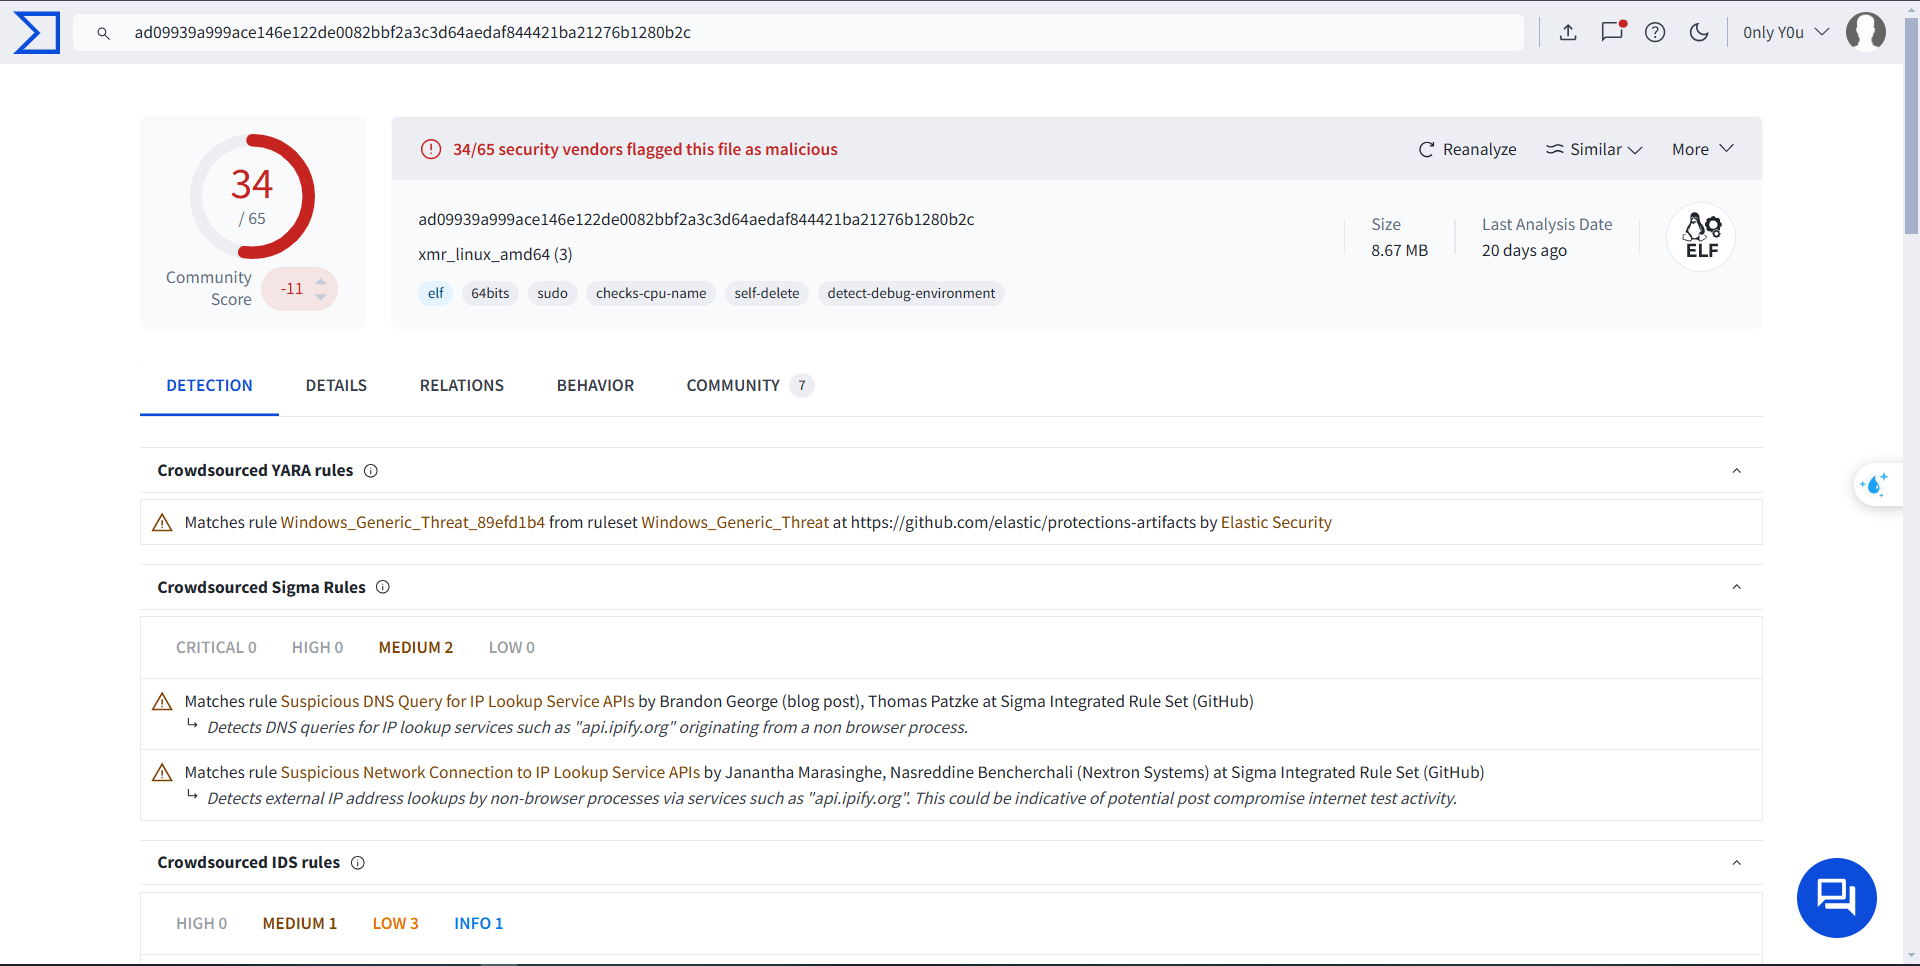 ad09939a999ace146e122de0082bbf2a3c3d64aedaf844421ba21276b1280b2c
0nly Y0u
34
/ 65
Community
Score
-11
34/65 security vendors flagged this file as malicious
Reanalyze
Similar
More
ad09939a999ace146e122de0082bbf2a3c3d64aedaf844421ba21276b1280b2c
xmr_linux_amd64 (3)
elf
64bits
sudo
checks-cpu-name
self-delete
detect-debug-environment
Size
8.67 MB
Last Analysis Date
20 days ago
ELF
DETECTION
DETAILS
RELATIONS
BEHAVIOR
COMMUNITY
7
Crowdsourced YARA rules
Matches rule Windows_Generic_Threat_89efd1b4 from ruleset Windows_Generic_Threat at https://github.com/elastic/protections-artifacts by Elastic Security
Crowdsourced Sigma Rules
CRITICAL 0
HIGH 0
MEDIUM 2
LOW 0
Matches rule Suspicious DNS Query for IP Lookup Service APIs by Brandon George (blog post), Thomas Patzke at Sigma Integrated Rule Set (GitHub)
Detects DNS queries for IP lookup services such as "api.ipify.org" originating from a non browser process.
Matches rule Suspicious Network Connection to IP Lookup Service APIs by Janantha Marasinghe, Nasreddine Bencherchali (Nextron Systems) at Sigma Integrated Rule Set (GitHub)
Detects external IP address lookups by non-browser processes via services such as "api.ipify.org". This could be indicative of potential post compromise internet test activity.
Crowdsourced IDS rules
HIGH 0
MEDIUM 1
LOW 3
INFO 1